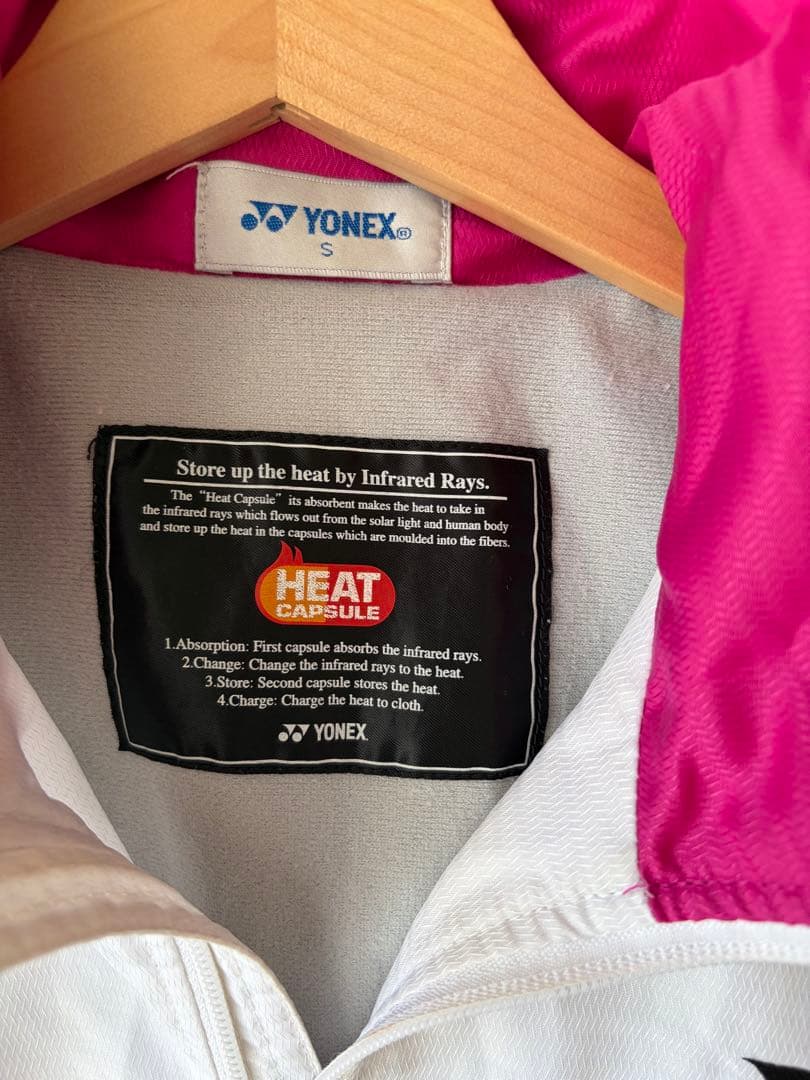 YONEX®
S
Store up the heat by Infrared Rays.
The “Heat Capsule” its absorbent makes the heat to take in
the infrared rays which flows out from the solar light and human body
and store up the heat in the capsules which are moulded into the fibers.
HEAT
CAPSULE
1.Absorption: First capsule absorbs the infrared rays.
2.Change: Change the infrared rays to the heat.
3.Store: Second capsule stores the heat.
4.Charge: Charge the heat to cloth.
YONEX